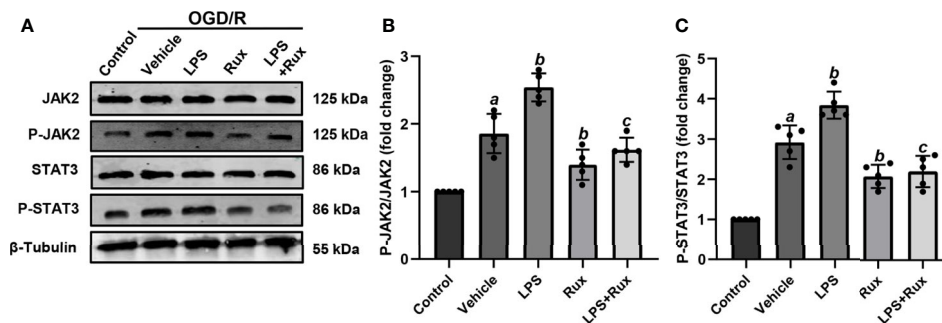 A
OGD/R
Control
Vehicle
LPS
Rux
LPS
+Rux
JAK2
125 kDa
P-JAK2
125 kDa
STAT3
86 kDa
P-STAT3
86 kDa
β-Tubulin
55 kDa
B
P-JAK2/JAK2 (fold change)
3
2
1
0
a
b
b
c
Control
Vehicle
LPS
Rux
LPS+Rux
C
P-STAT3/STAT3 (fold change)
5
4
3
2
1
0
a
b
b
c
Control
Vehicle
LPS
Rux
LPS+Rux